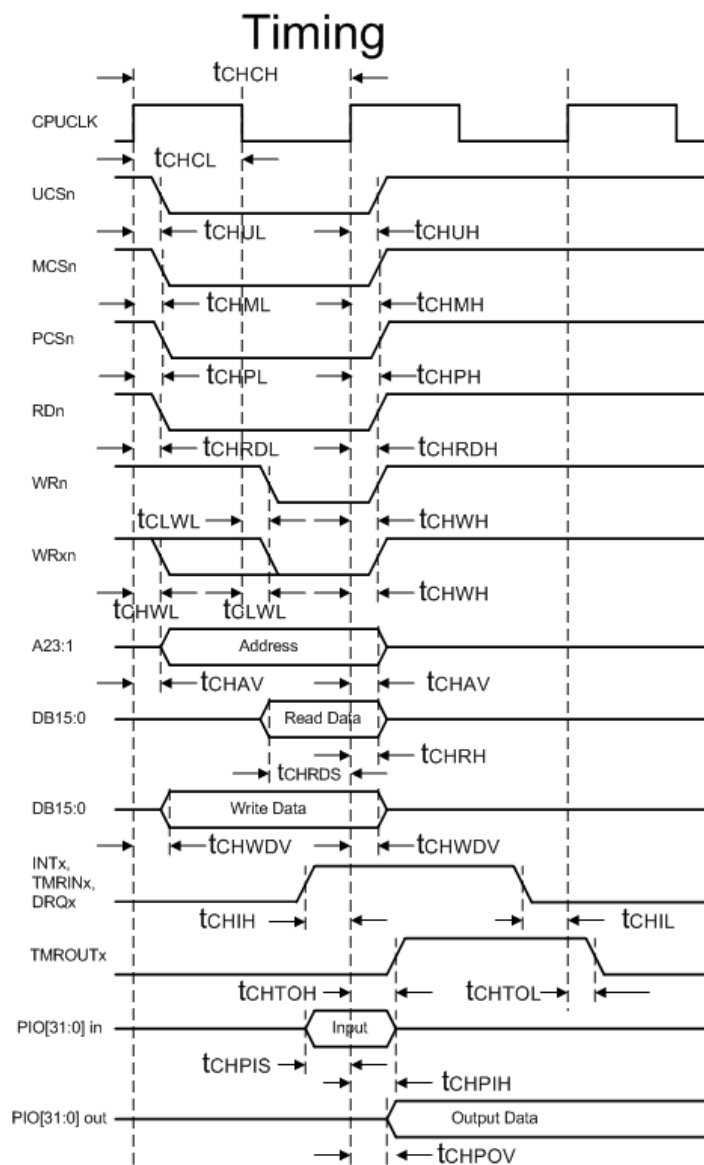 Timing
tCHCH
CPUCLK
tCHCL
UCSn
tCHUL tCHUH
MCSn
tCHML tCHMH
PCSn
tCHPL tCHPH
RDn
tCHRDL tCHRDH
WRn
tCLWL tCHWH
WRxn
tCHWH
tCHWL tCLWL
A23:1 Address
tCHAV tCHAV
DB15:0 Read Data
tCHRH
tCHRDS
DB15:0 Write Data
tCHWDV tCHWDV
INTx,
TMRINx,
DRQx
tCHIH tCHIL
TMROUTx
tCHTOH tCHTOL
PIO[31:0] in Input
tCHPIS
tCHPIH
PIO[31:0] out Output Data
tCHPOV